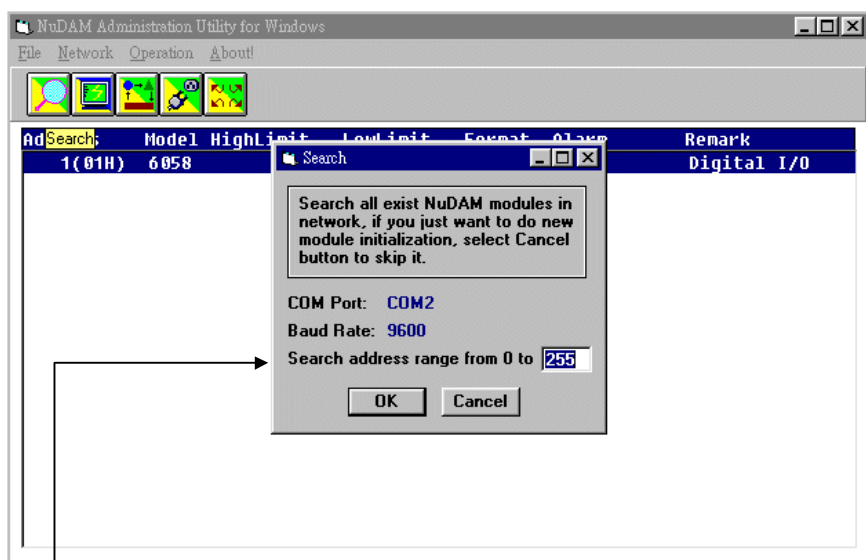 NuDAM Administration Utility for Windows
File Network Operation About!
Search
Ad s Model HighLimit LowLimit Format Alarm Remark
1(01H) 6058 Digital I/O
Search
Search all exist NuDAM modules in
network, if you just want to do new
module initialization, select Cancel
button to skip it.
COM Port: COM2
Baud Rate: 9600
Search address range from 0 to 255
OK Cancel